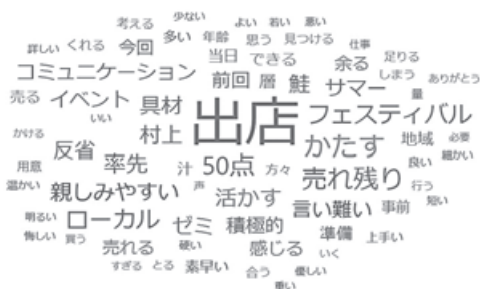 考える 少ない よい 若い 悪い
詳しい くれる 今回 多い 年齢 思う 見つける 仕事
コミュニケーション 当日 できる 余る 足りる
前回 層 鮭 サマー しまう ありがとう
売る イベント 具材 出店 フェスティバル 量
いい
かける 反省 村上 かたす 地域 必要
用意 率先 汁 50点 方々 売れ残り 良い 細かい
温かい 親しみやすい 声 活かす 言い難い 事前 行う 短い
明るい ローカル ゼミ 積極的 準備 上手い
悔しい 買う 売れる 硬い 感じる いく
すぎる とる 素早い 合う 優しい
重い